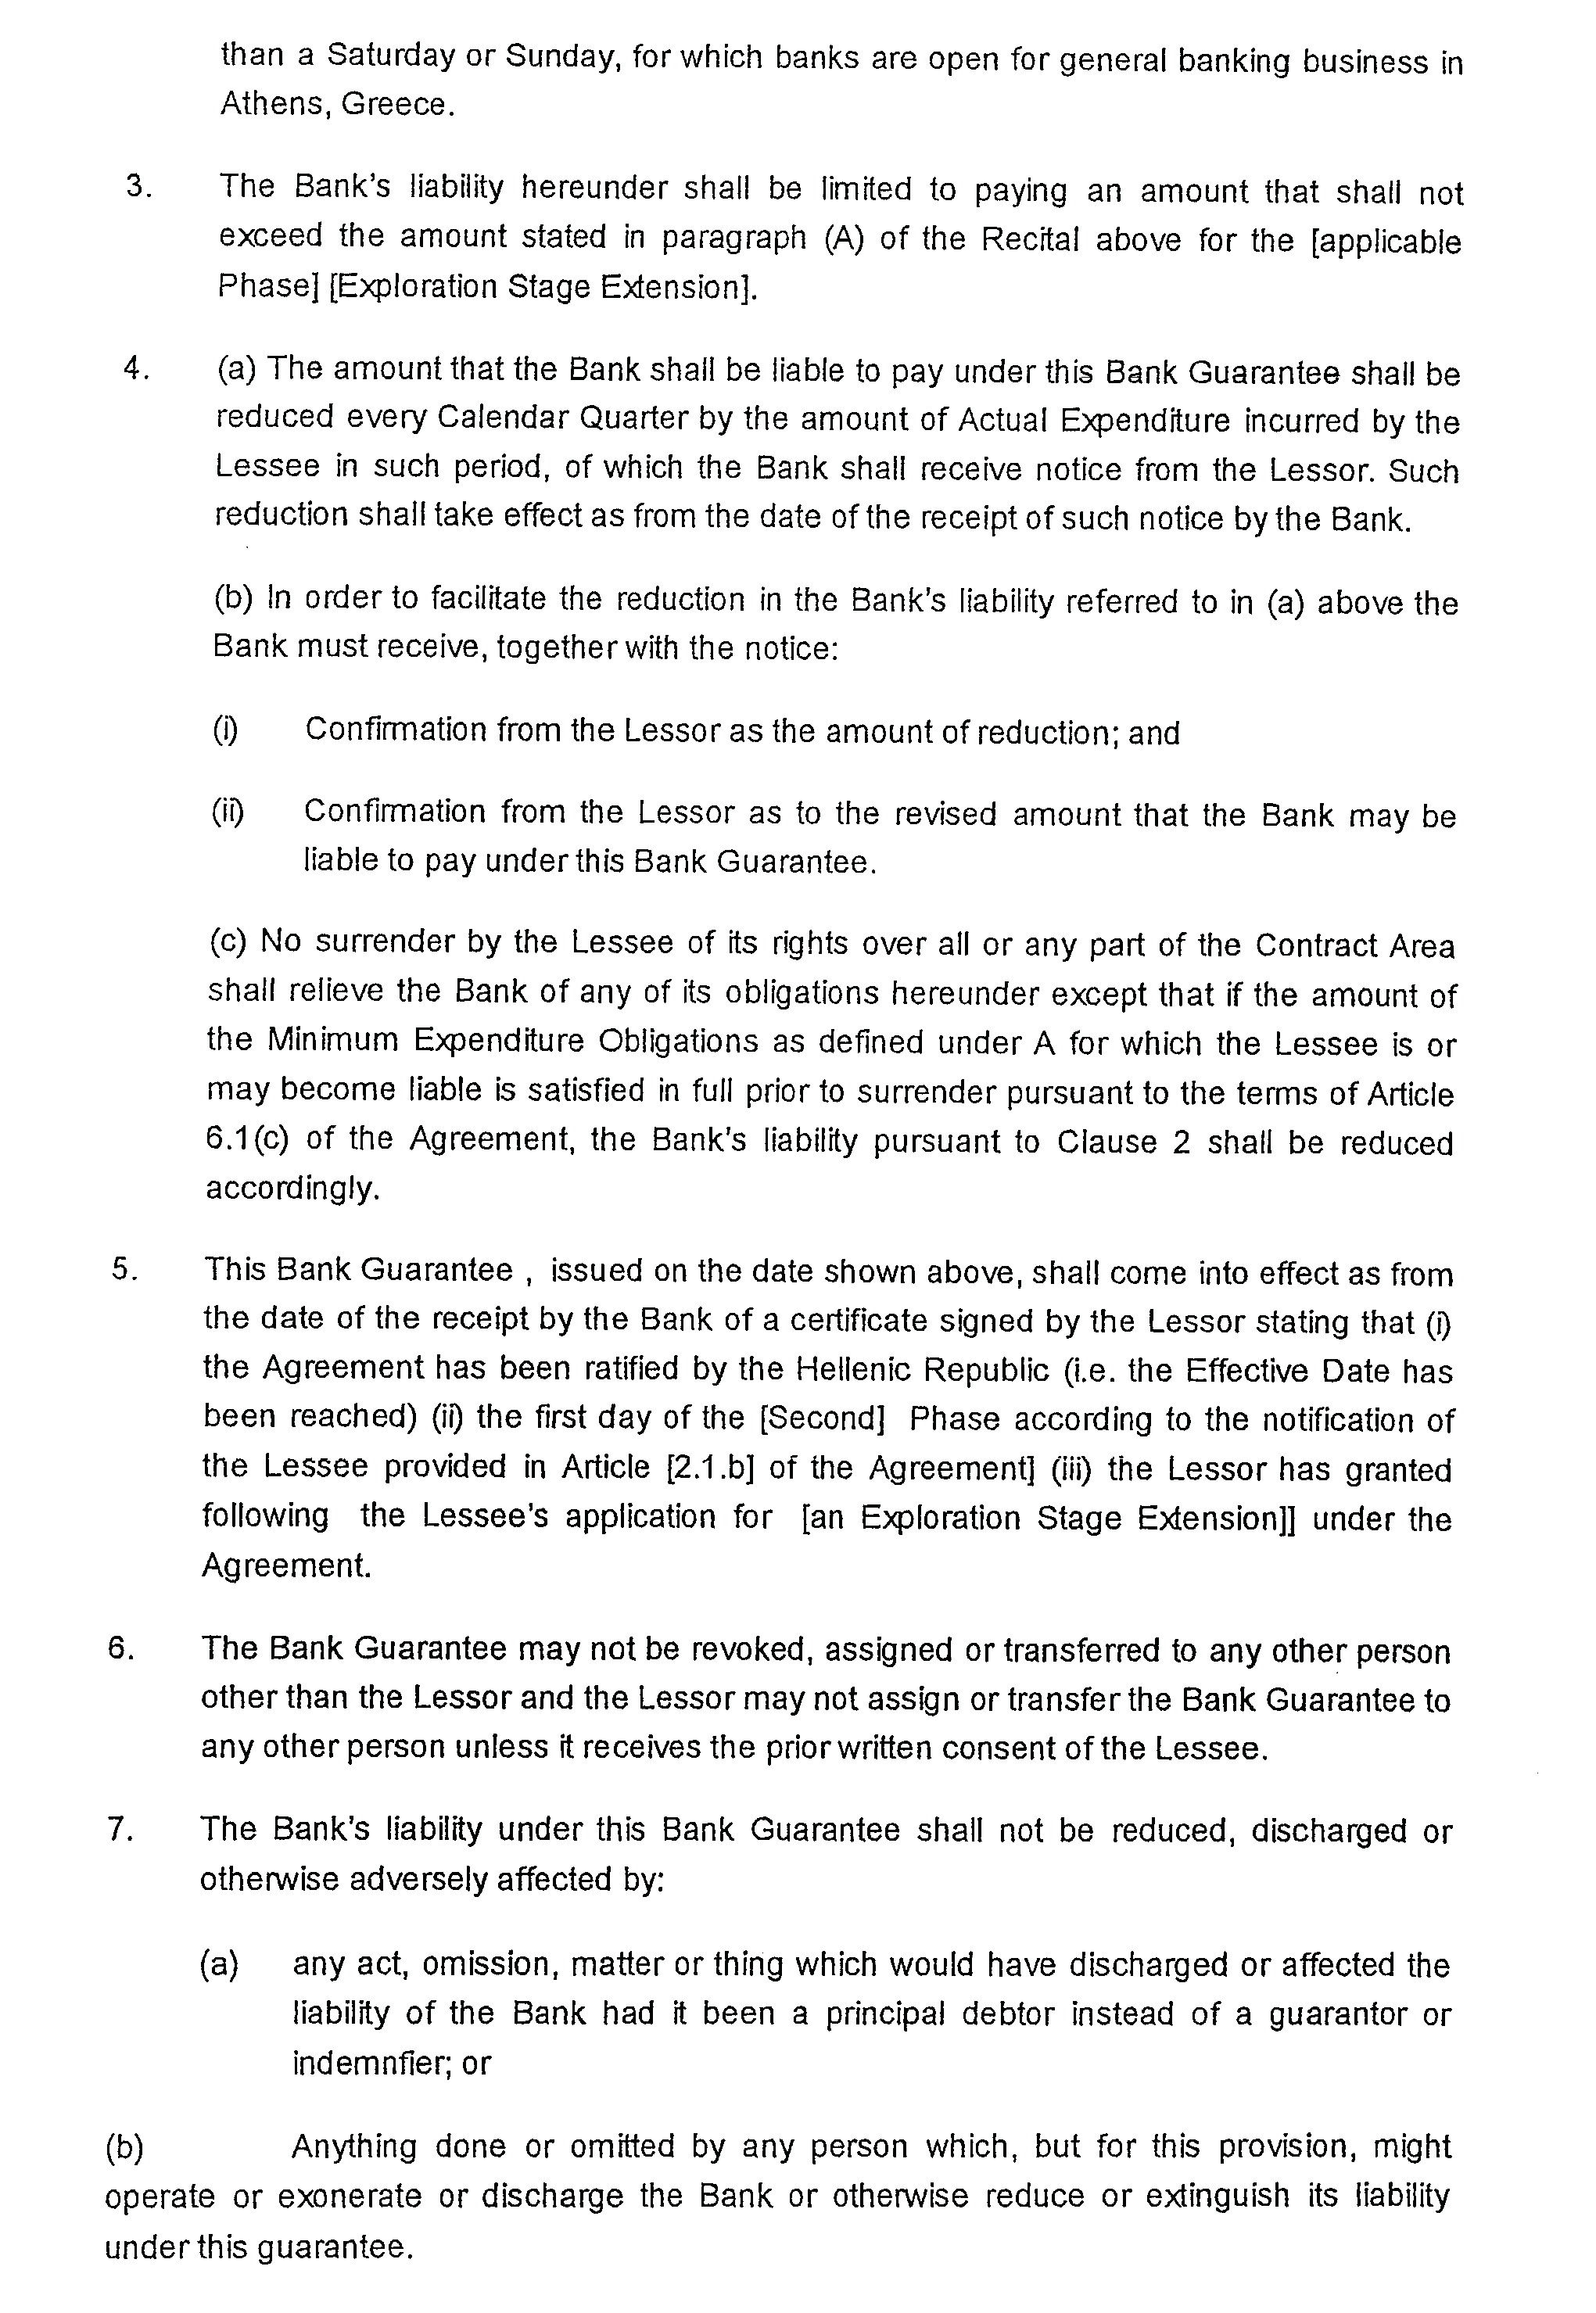 than a Saturday or Sunday, for which banks are open for general banking business in
Athens, Greece.
3. The Bank's liability hereunder shall be limited to paying an amount that shall not
exceed the amount stated in paragraph (A) of the Recital above for the [applicable
Phase] [Exploration Stage Extension].
4. (a) The amount that the Bank shall be liable to pay under this Bank Guarantee shall be
reduced every Calendar Quarter by the amount of Actual Expenditure incurred by the
Lessee in such period, of which the Bank shall receive notice from the Lessor. Such
reduction shall take effect as from the date of the receipt of such notice by the Bank.
(b) In order to facilitate the reduction in the Bank's liability referred to in (a) above the
Bank must receive, together with the notice:
(i) Confirmation from the Lessor as the amount of reduction; and
(ii) Confirmation from the Lessor as to the revised amount that the Bank may be
liable to pay under this Bank Guarantee.
(c) No surrender by the Lessee of its rights over all or any part of the Contract Area
shall relieve the Bank of any of its obligations hereunder except that if the amount of
the Minimum Expenditure Obligations as defined under A for which the Lessee is or
may become liable is satisfied in full prior to surrender pursuant to the terms of Article
6.1(c) of the Agreement, the Bank's liability pursuant to Clause 2 shall be reduced
accordingly.
5. This Bank Guarantee , issued on the date shown above, shall come into effect as from
the date of the receipt by the Bank of a certificate signed by the Lessor stating that (i)
the Agreement has been ratified by the Hellenic Republic (i.e. the Effective Date has
been reached) (ii) the first day of the [Second] Phase according to the notification of
the Lessee provided in Article [2.1.b] of the Agreement] (iii) the Lessor has granted
following the Lessee's application for [an Exploration Stage Extension]] under the
Agreement.
6. The Bank Guarantee may not be revoked, assigned or transferred to any other person
other than the Lessor and the Lessor may not assign or transfer the Bank Guarantee to
any other person unless it receives the prior written consent of the Lessee.
7. The Bank's liability under this Bank Guarantee shall not be reduced, discharged or
otherwise adversely affected by:
(a) any act, omission, matter or thing which would have discharged or affected the
liability of the Bank had it been a principal debtor instead of a guarantor or
indemnfier; or
(b) Anything done or omitted by any person which, but for this provision, might
operate or exonerate or discharge the Bank or otherwise reduce or extinguish its liability
under this guarantee.